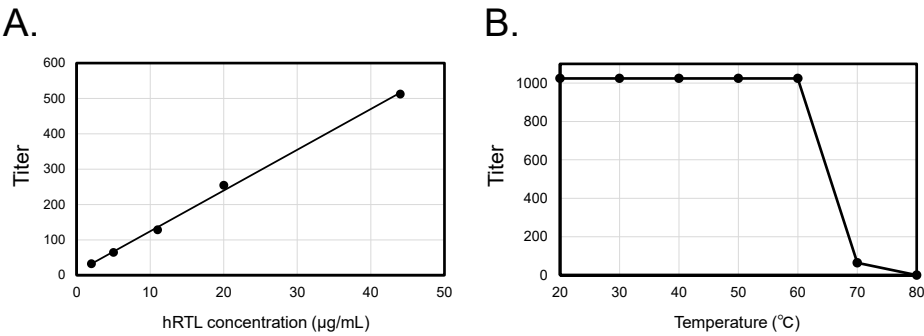 A.
600
500
400
300
200
100
0
Titer
0 10 20 30 40 50
hRTL concentration (μg/mL)
B.
1000
800
600
400
200
0
Titer
20 30 40 50 60 70 80
Temperature (℃)